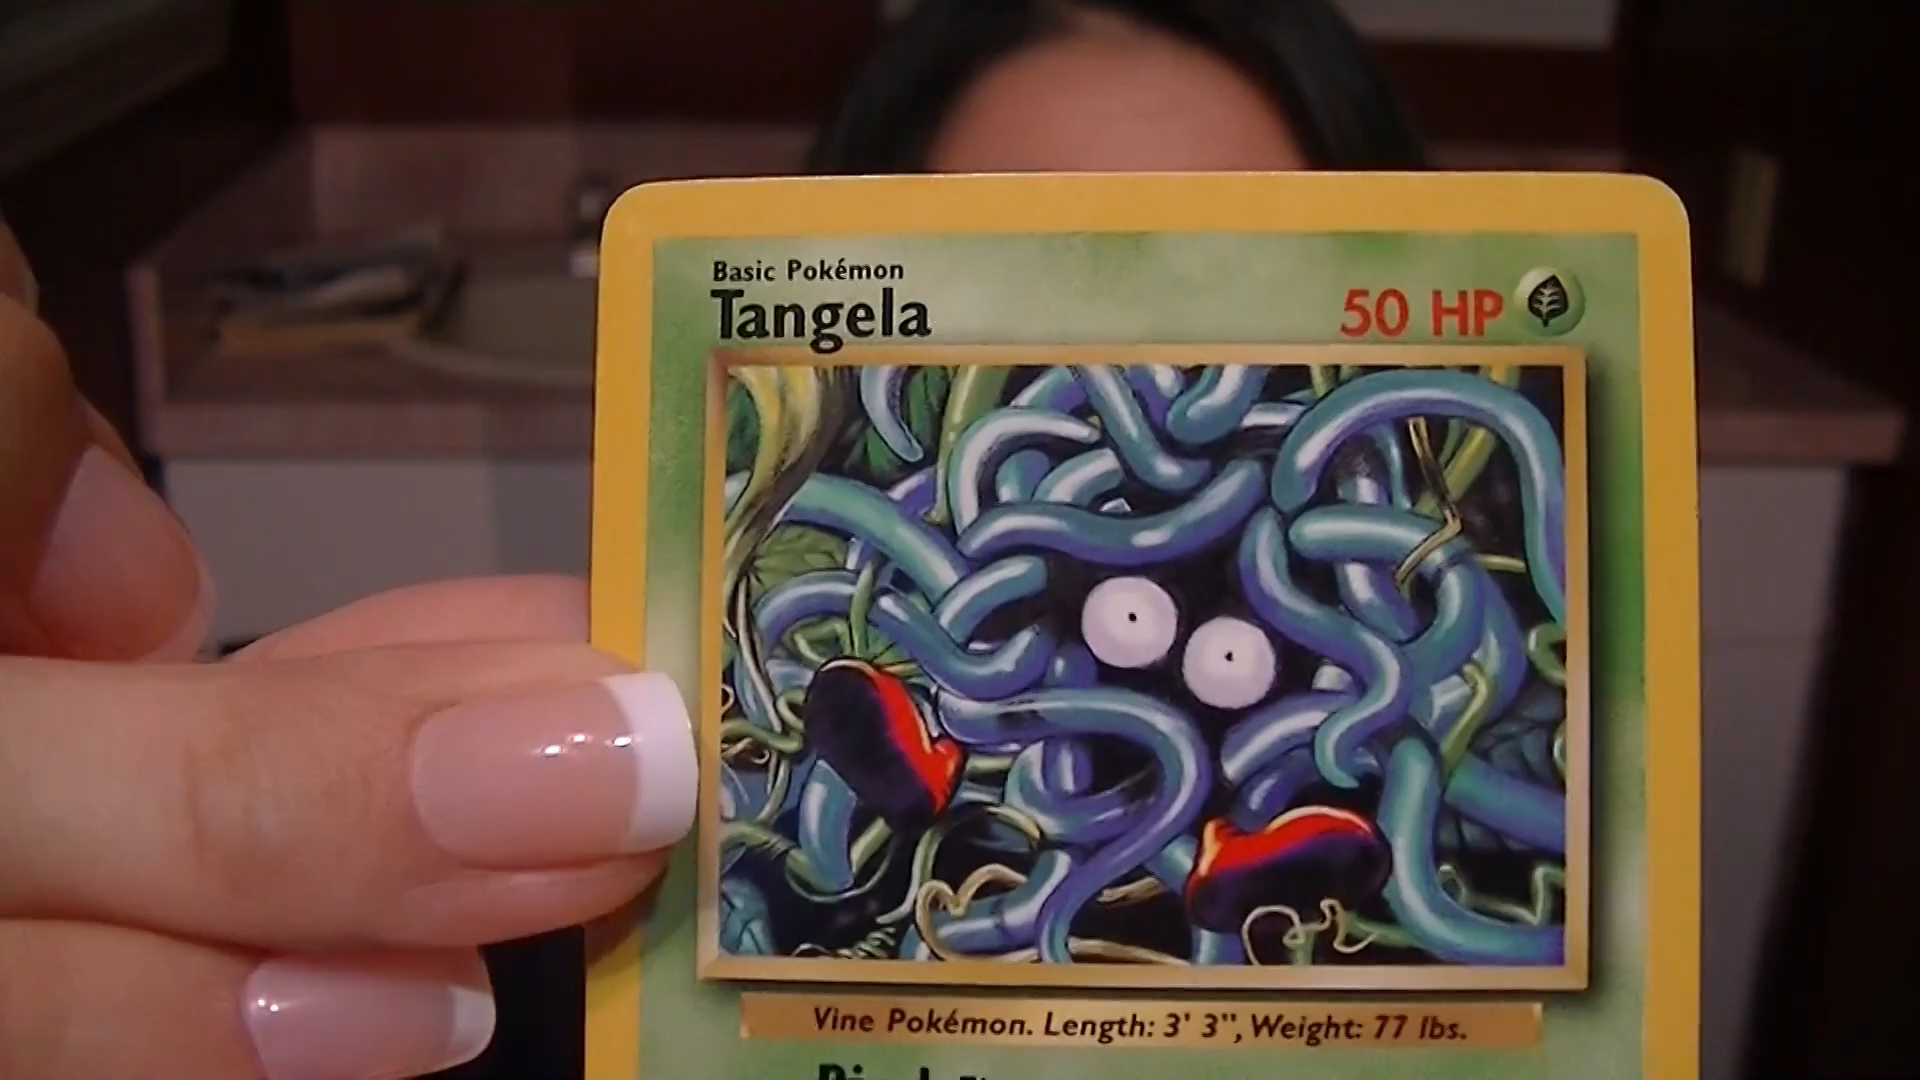 Basic Pokémon
Tangela
50 HP
Vine Pokémon. Length: 3' 3", Weight: 77 lbs.